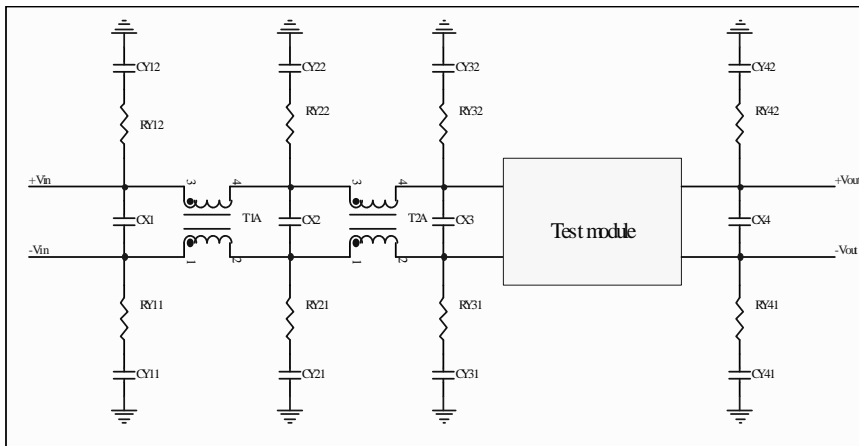 CY12 CY22 CY32 CY42
RY12 RY22 RY32 RY42
+Vin 3 4 3 4 +Vout
CX1 T1A CX2 T2A CX3 Test module CX4
-Vin 1 2 1 2 -Vout
RY11 RY21 RY31 RY41
CY11 CY21 CY31 CY41